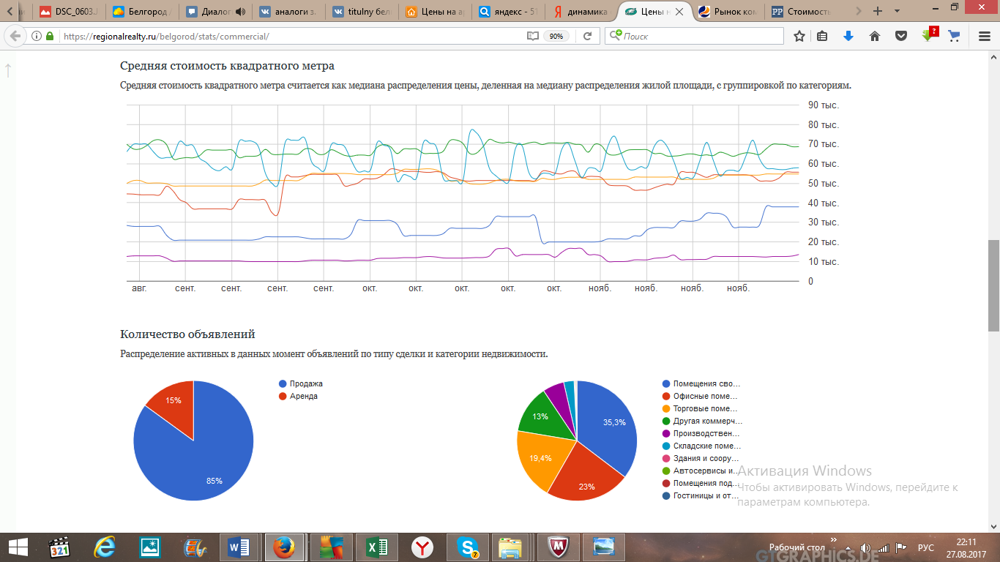 DSC_0603.J
Белгород
Диалоги
аналоги з
titulny бел
Цены на а
яндекс - 51
динамика
Цены н
Рынок ком
Стоимость
https://regionalrealty.ru/belgorod/stats/commercial/
90%
Поиск
?
Средняя стоимость квадратного метра
Средняя стоимость квадратного метра считается как медиана распределения цены, деленная на медиану распределения жилой площади, с группировкой по категориям.
90 тыс.
80 тыс.
70 тыс.
60 тыс.
50 тыс.
40 тыс.
30 тыс.
20 тыс.
10 тыс.
0
авг. сент. сент. сент. сент. окт. окт. окт. окт. окт. нояб. нояб. нояб. нояб.
Количество объявлений
Распределение активных в данных момент объявлений по типу сделки и категории недвижимости.
15%
85%
Продажа
Аренда
35,3%
13%
19,4%
23%
Помещения сво...
Офисные поме...
Торговые поме...
Другая коммерч...
Производствен...
Складские поме...
Здания и соору...
Автосервисы и...
Помещения под...
Гостиницы и от...
Активация Windows
Чтобы активировать Windows, перейдите к
параметрам компьютера.
321
7
Рабочий стол
РУС
22:11
27.08.2017
GTGRAPHICS.DE